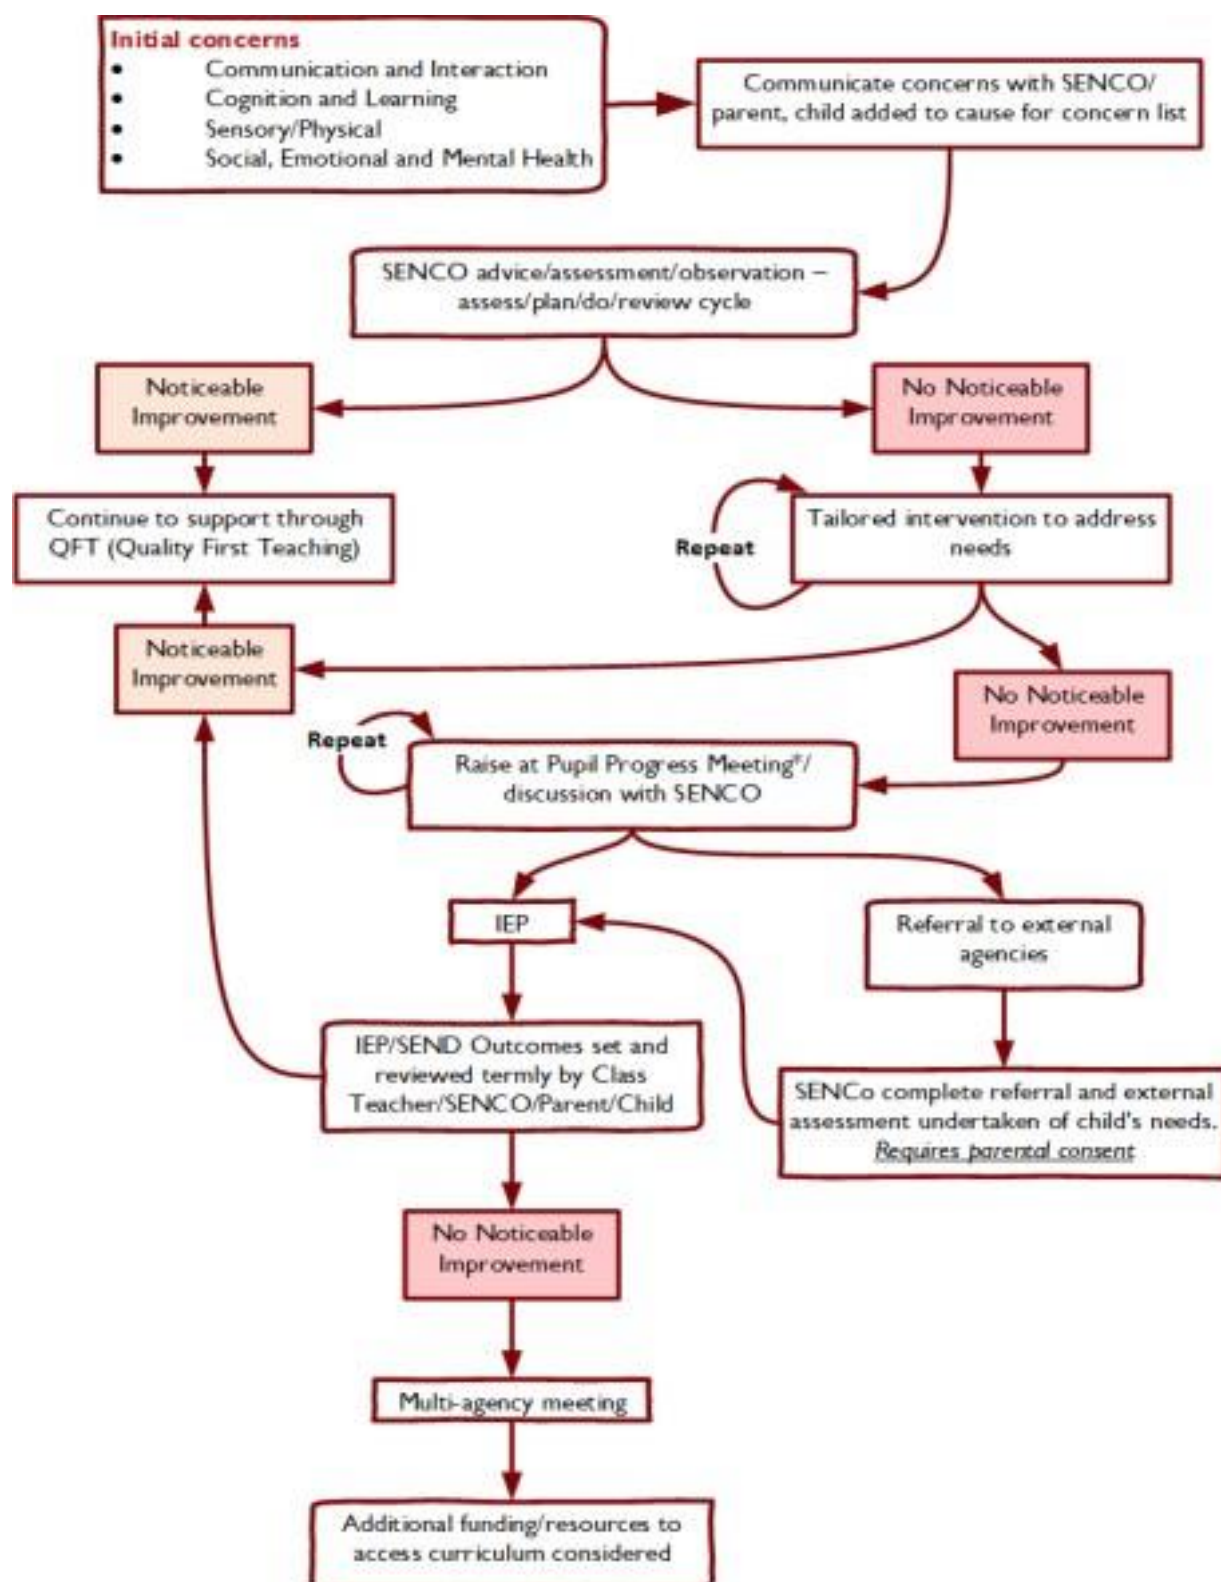 Initial concerns
• Communication and Interaction
• Cognition and Learning
• Sensory/Physical
• Social, Emotional and Mental Health
Communicate concerns with SENCO/
parent, child added to cause for concern list
SENCO advice/assessment/observation –
assess/plan/do/review cycle
Noticeable
Improvement
No Noticeable
Improvement
Continue to support through
QFT (Quality First Teaching)
Repeat
Tailored intervention to address
needs
Noticeable
Improvement
No Noticeable
Improvement
Repeat
Raise at Pupil Progress Meeting*/
discussion with SENCO
IEP
Referral to external
agencies
IEP/SEND Outcomes set and
reviewed termly by Class
Teacher/SENCO/Parent/Child
SENCo complete referral and external
assessment undertaken of child's needs.
Requires parental consent
No Noticeable
Improvement
Multi-agency meeting
Additional funding/resources to
access curriculum considered